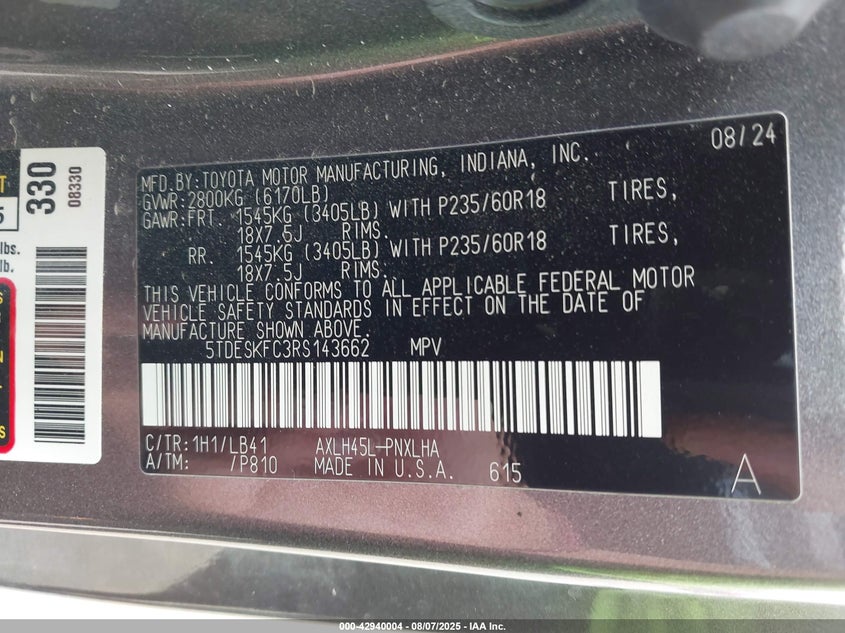 T
5
lbs.
lb.
S
N
S
330
08330
08/24
MFD.BY:TOYOTA MOTOR MANUFACTURING, INDIANA, INC.
GVWR:2800KG (6170LB)
GAWR:FRT. 1545KG (3405LB) WITH P235/60R18 TIRES,
18X7.5J RIMS.
RR. 1545KG (3405LB) WITH P235/60R18 TIRES,
18X7.5J RIMS.
THIS VEHICLE CONFORMS TO ALL APPLICABLE FEDERAL MOTOR
VEHICLE SAFETY STANDARDS IN EFFECT ON THE DATE OF
MANUFACTURE SHOWN ABOVE.
5TDESKFC3RS143662 MPV
C/TR:1H1/LB41 AXLH45L-PNXLHA
A/TM: /P810 MADE IN U.S.A. 615
A
000-42940004 - 08/07/2025 - IAA Inc.